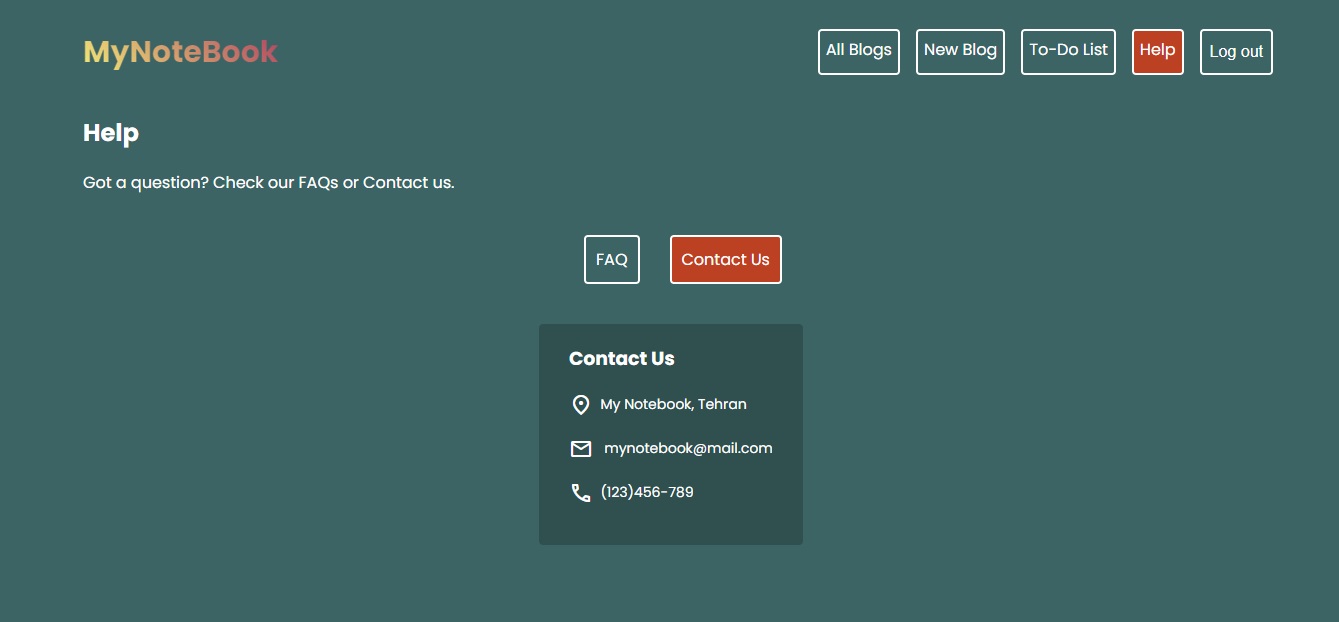 MyNoteBook
All Blogs
New Blog
To-Do List
Help
Log out
Help
Got a question? Check our FAQs or Contact us.
FAQ
Contact Us
Contact Us
My Notebook, Tehran
mynotebook@mail.com
(123)456-789